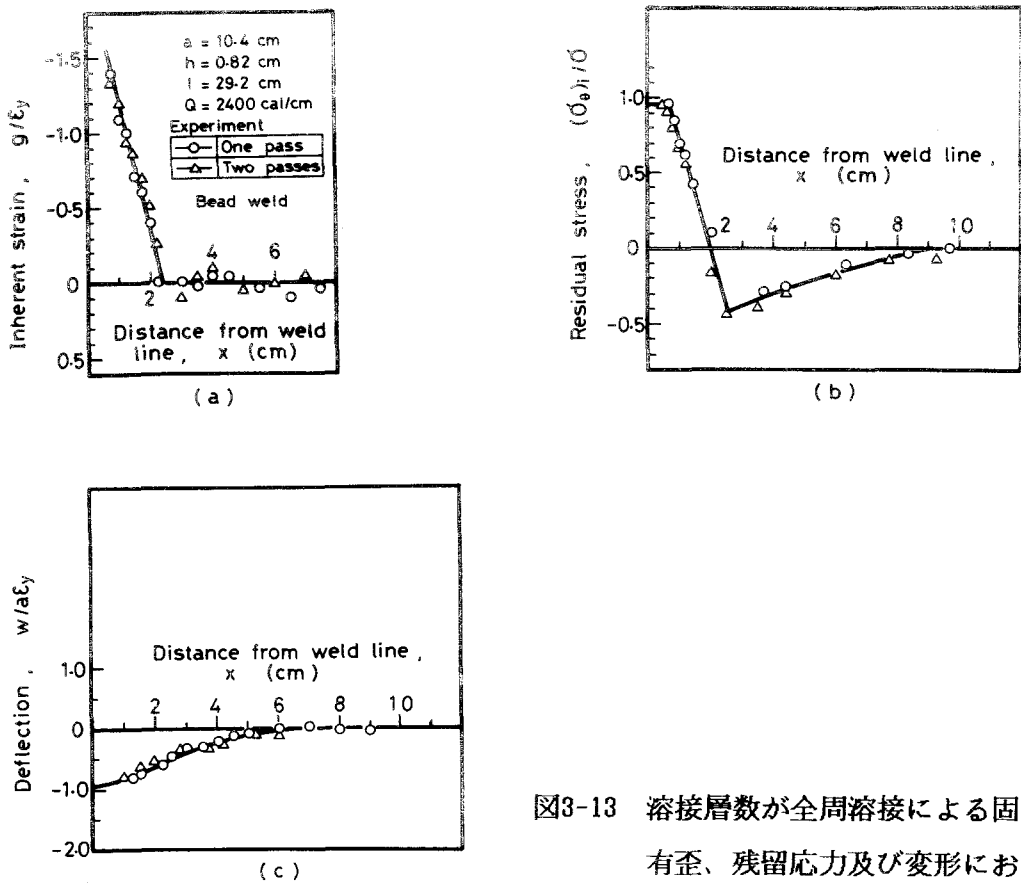 Inherent strain, g/εy
-1.5
-1.0
-0.5
0
0.5
a = 10.4 cm
h = 0.82 cm
l = 29.2 cm
Q = 2400 cal/cm
Experiment
One pass
Two passes
Bead weld
2 4 6
Distance from weld
line, x (cm)
(a)
Residual stress, (σθ)i/σ
1.0
0.5
0
-0.5
Distance from weld line,
x (cm)
2 4 6 8 10
(b)
Deflection, w/aεy
1.0
0
-1.0
-2.0
Distance from weld line,
x (cm)
2 4 6 8 10
(c)
図3-13 溶接層数が全周溶接による固
有歪、残留応力及び変形にお